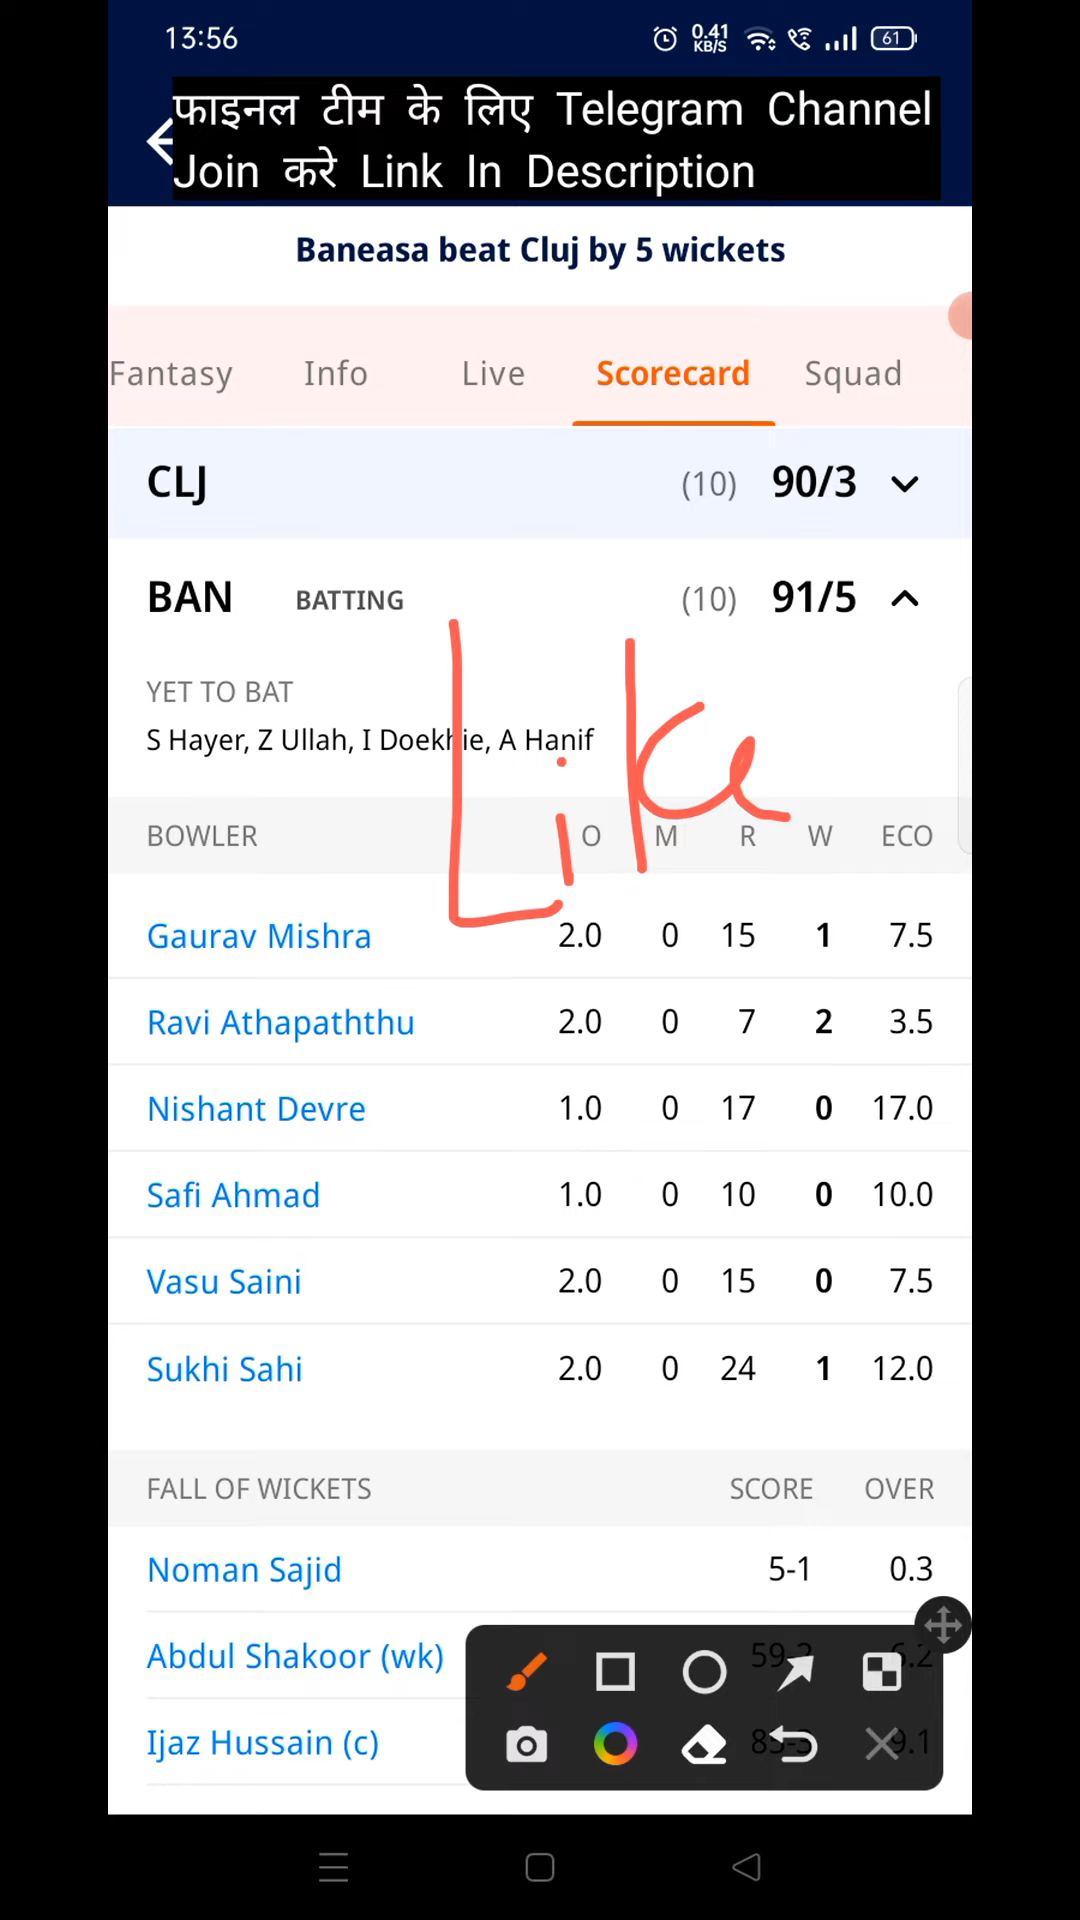 13:56 0.41 KB/S 61
फाइनल टीम के लिए Telegram Channel
Join करे Link In Description
Baneasa beat Cluj by 5 wickets
Fantasy Info Live Scorecard Squad
CLJ (10) 90/3
BAN BATTING (10) 91/5
Like
YET TO BAT
S Hayer, Z Ullah, I Doekhie, A Hanif
BOWLER O M R W ECO
Gaurav Mishra 2.0 0 15 1 7.5
Ravi Athapaththu 2.0 0 7 2 3.5
Nishant Devre 1.0 0 17 0 17.0
Safi Ahmad 1.0 0 10 0 10.0
Vasu Saini 2.0 0 15 0 7.5
Sukhi Sahi 2.0 0 24 1 12.0
FALL OF WICKETS SCORE OVER
Noman Sajid 5-1 0.3
Abdul Shakoor (wk) 59-2 6.2
Ijaz Hussain (c) 9.1